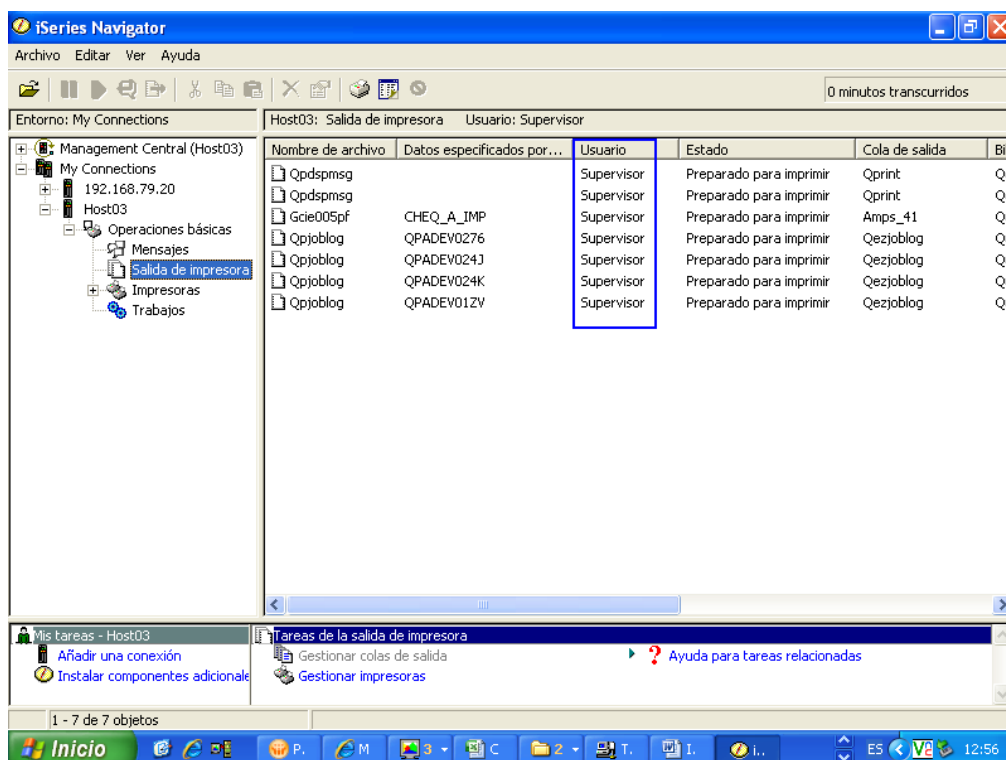 iSeries Navigator
Archivo Editar Ver Ayuda
0 minutos transcurridos
Entorno: My Connections
Host03: Salida de impresora Usuario: Supervisor
Management Central (Host03)
My Connections
192.168.79.20
Host03
Operaciones básicas
Mensajes
Salida de impresora
Impresoras
Trabajos
Nombre de archivo Datos especificados por... Usuario Estado Cola de salida Bi
Qpdspmsg Supervisor Preparado para imprimir Qprint Q
Qpdspmsg Supervisor Preparado para imprimir Qprint Q
Gcie005pf CHEQ_A_IMP Supervisor Preparado para imprimir Amps_41 Q
Qpjoblog QPADEV0276 Supervisor Preparado para imprimir Qezjoblog Q
Qpjoblog QPADEV024J Supervisor Preparado para imprimir Qezjoblog Q
Qpjoblog QPADEV024K Supervisor Preparado para imprimir Qezjoblog Q
Qpjoblog QPADEV01ZV Supervisor Preparado para imprimir Qezjoblog Q
Mis tareas - Host03
Añadir una conexión
Instalar componentes adicionale
Tareas de la salida de impresora
Gestionar colas de salida
Gestionar impresoras
Ayuda para tareas relacionadas
1 - 7 de 7 objetos
Inicio P. M 3 C 2 T. I. i.. ES 12:56